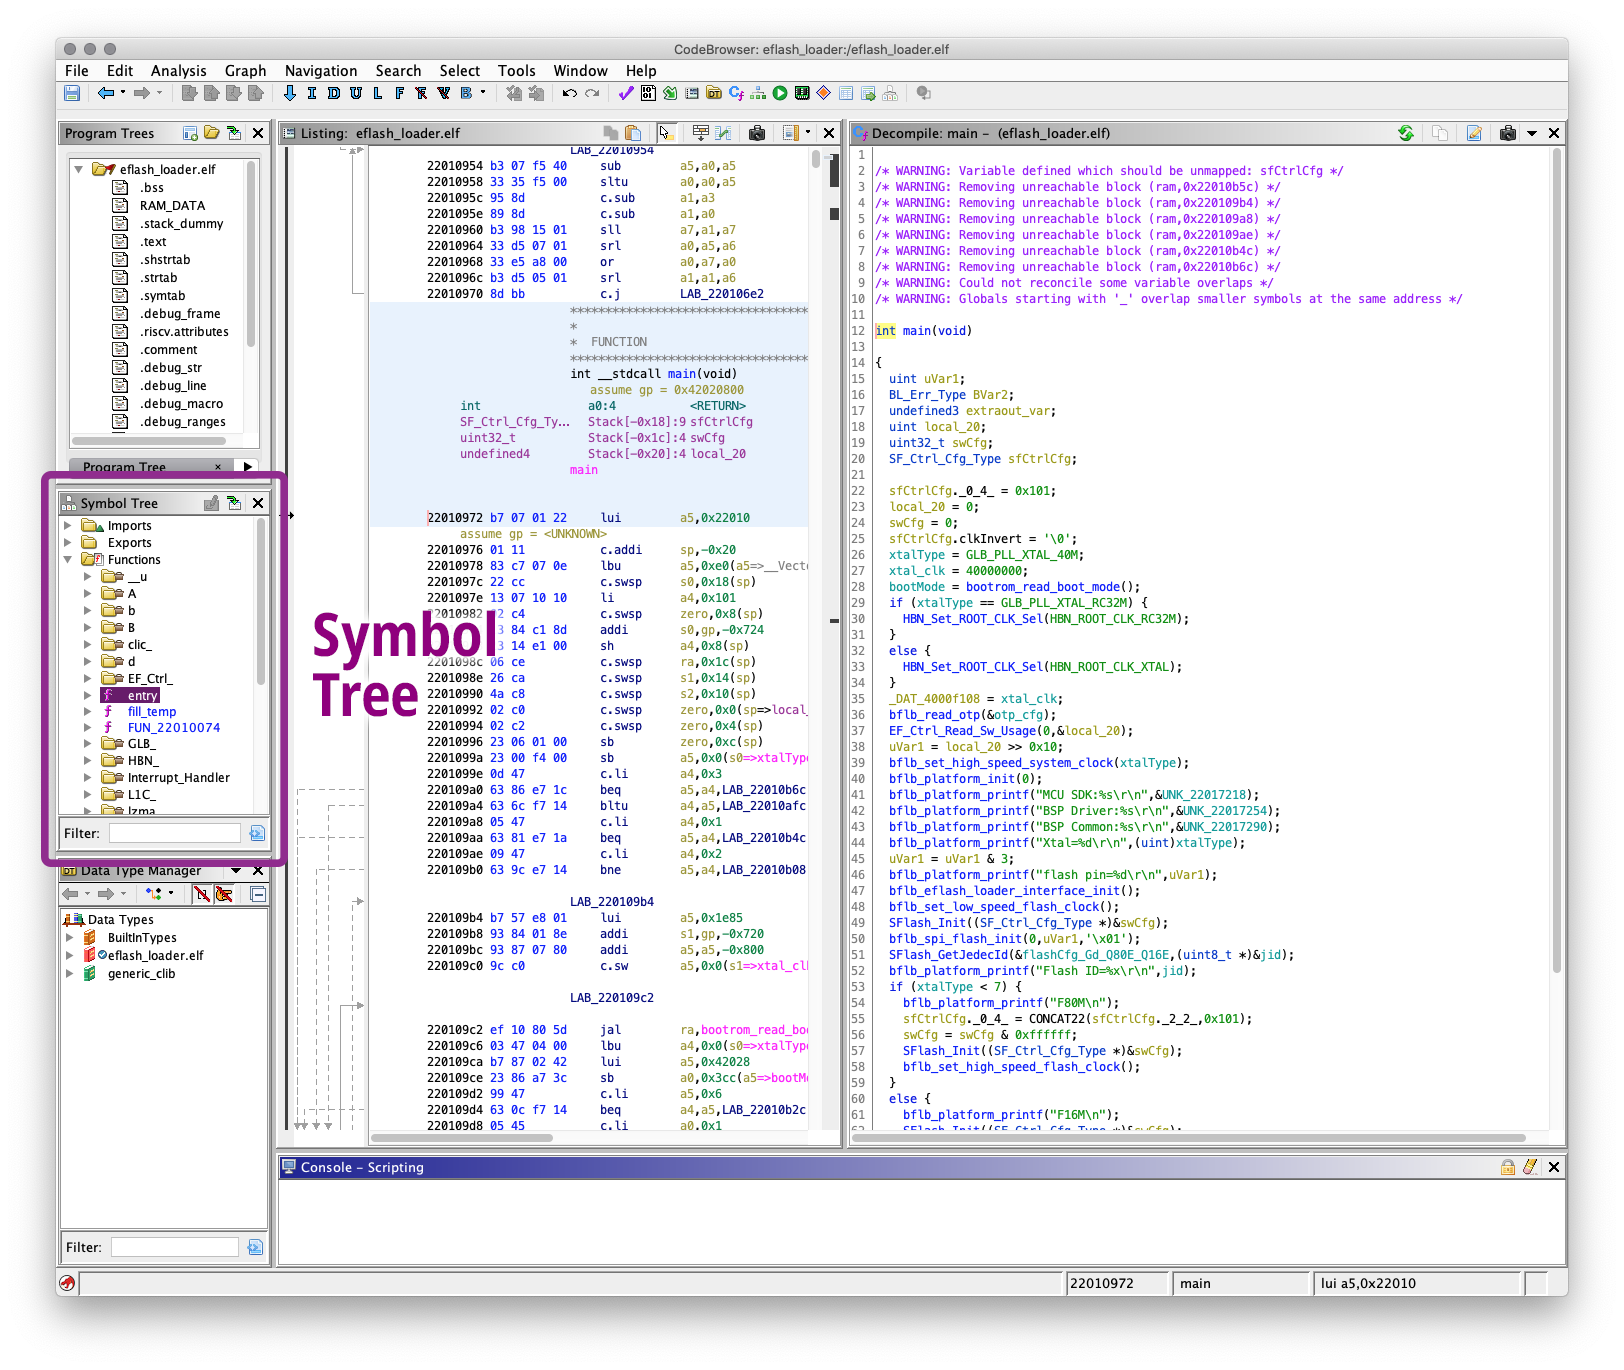 CodeBrowser: eflash_loader:/eflash_loader.elf
File Edit Analysis Graph Navigation Search Select Tools Window Help
I D U L F F V B
Program Trees
eflash_loader.elf
.bss
RAM_DATA
.stack_dummy
.text
.shstrtab
.strtab
.symtab
.debug_frame
.riscv.attributes
.comment
.debug_str
.debug_line
.debug_macro
.debug_ranges
Program Tree
Symbol Tree
Imports
Exports
Functions
__u
A
b
B
clic_
d
EF_Ctrl_
entry
fill_temp
FUN_22010074
GLB_
HBN_
Interrupt_Handler
L1C_
lzma_
Filter:
Data Type Manager
Data Types
BuiltInTypes
eflash_loader.elf
generic_clib
Filter:
Listing: eflash_loader.elf
LAB_22010954
22010954 b3 07 f5 40 sub a5,a0,a5
22010958 33 35 f5 00 sltu a0,a0,a5
2201095c 95 8d c.sub a1,a3
2201095e 89 8d c.sub a1,a0
22010960 b3 98 15 01 sll a7,a1,a7
22010964 33 d5 07 01 srl a0,a5,a6
22010968 33 e5 a8 00 or a0,a7,a0
2201096c b3 d5 05 01 srl a1,a1,a6
22010970 8d bb c.j LAB_220106e2
**********************************
*
* FUNCTION
**********************************
int __stdcall main(void)
assume gp = 0x42020800
int a0:4 <RETURN>
SF_Ctrl_Cfg_Ty... Stack[-0x18]:9 sfCtrlCfg
uint32_t Stack[-0x1c]:4 swCfg
undefined4 Stack[-0x20]:4 local_20
main
22010972 b7 07 01 22 lui a5,0x22010
assume gp = <UNKNOWN>
22010976 01 11 c.addi sp,-0x20
22010978 83 c7 07 0e lbu a5,0xe0(a5=>__Vecto
2201097c 22 cc c.swsp s0,0x18(sp)
2201097e 13 07 10 10 li a4,0x101
22010982 c4 c.swsp zero,0x8(sp)
84 c1 8d addi s0,gp,-0x724
14 e1 00 sh a4,0x8(sp)
2201098c 06 ce c.swsp ra,0x1c(sp)
2201098e 26 ca c.swsp s1,0x14(sp)
22010990 4a c8 c.swsp s2,0x10(sp)
22010992 02 c0 c.swsp zero,0x0(sp=>local_
22010994 02 c2 c.swsp zero,0x4(sp)
22010996 23 06 01 00 sb zero,0xc(sp)
2201099a 23 00 f4 00 sb a5,0x0(s0=>xtalType
2201099e 0d 47 c.li a4,0x3
220109a0 63 86 e7 1c beq a5,a4,LAB_22010b6c
220109a4 63 6c f7 14 bltu a4,a5,LAB_22010afc
220109a8 05 47 c.li a4,0x1
220109aa 63 81 e7 1a beq a5,a4,LAB_22010b4c
220109ae 09 47 c.li a4,0x2
220109b0 63 9c e7 14 bne a5,a4,LAB_22010b08
LAB_220109b4
220109b4 b7 57 e8 01 lui a5,0x1e85
220109b8 93 84 01 8e addi s1,gp,-0x720
220109bc 93 87 07 80 addi a5,a5,-0x800
220109c0 9c c0 c.sw a5,0x0(s1=>xtal_cl
LAB_220109c2
220109c2 ef 10 80 5d jal ra,bootrom_read_bo
220109c6 03 47 04 00 lbu a4,0x0(s0=>xtalType
220109ca b7 87 02 42 lui a5,0x42028
220109ce 23 86 a7 3c sb a0,0x3cc(a5=>bootMo
220109d2 99 47 c.li a5,0x6
220109d4 63 0c f7 14 beq a4,a5,LAB_22010b2c
220109d8 05 45 c.li a0,0x1
Symbol
Tree
Decompile: main - (eflash_loader.elf)
1
2 /* WARNING: Variable defined which should be unmapped: sfCtrlCfg */
3 /* WARNING: Removing unreachable block (ram,0x22010b5c) */
4 /* WARNING: Removing unreachable block (ram,0x220109b4) */
5 /* WARNING: Removing unreachable block (ram,0x220109a8) */
6 /* WARNING: Removing unreachable block (ram,0x220109ae) */
7 /* WARNING: Removing unreachable block (ram,0x22010b4c) */
8 /* WARNING: Removing unreachable block (ram,0x22010b6c) */
9 /* WARNING: Could not reconcile some variable overlaps */
10 /* WARNING: Globals starting with '_' overlap smaller symbols at the same address */
11
12 int main(void)
13
14 {
15 uint uVar1;
16 BL_Err_Type BVar2;
17 undefined3 extraout_var;
18 uint local_20;
19 uint32_t swCfg;
20 SF_Ctrl_Cfg_Type sfCtrlCfg;
21
22 sfCtrlCfg._0_4_ = 0x101;
23 local_20 = 0;
24 swCfg = 0;
25 sfCtrlCfg.clkInvert = '\0';
26 xtalType = GLB_PLL_XTAL_40M;
27 xtal_clk = 40000000;
28 bootMode = bootrom_read_boot_mode();
29 if (xtalType == GLB_PLL_XTAL_RC32M) {
30 HBN_Set_ROOT_CLK_Sel(HBN_ROOT_CLK_RC32M);
31 }
32 else {
33 HBN_Set_ROOT_CLK_Sel(HBN_ROOT_CLK_XTAL);
34 }
35 _DAT_4000f108 = xtal_clk;
36 bflb_read_otp(&otp_cfg);
37 EF_Ctrl_Read_Sw_Usage(0,&local_20);
38 uVar1 = local_20 >> 0x10;
39 bflb_set_high_speed_system_clock(xtalType);
40 bflb_platform_init(0);
41 bflb_platform_printf("MCU SDK:%s\r\n",&UNK_22017218);
42 bflb_platform_printf("BSP Driver:%s\r\n",&UNK_22017254);
43 bflb_platform_printf("BSP Common:%s\r\n",&UNK_22017290);
44 bflb_platform_printf("Xtal=%d\r\n",(uint)xtalType);
45 uVar1 = uVar1 & 3;
46 bflb_platform_printf("flash pin=%d\r\n",uVar1);
47 bflb_eflash_loader_interface_init();
48 bflb_set_low_speed_flash_clock();
49 SFlash_Init((SF_Ctrl_Cfg_Type *)&swCfg);
50 bflb_spi_flash_init(0,uVar1,'\x01');
51 SFlash_GetJedecId(&flashCfg_Gd_Q80E_Q16E,(uint8_t *)&jid);
52 bflb_platform_printf("Flash ID=%x\r\n",jid);
53 if (xtalType < 7) {
54 bflb_platform_printf("F80M\n");
55 sfCtrlCfg._0_4_ = CONCAT22(sfCtrlCfg._2_2_,0x101);
56 swCfg = swCfg & 0xffffff;
57 SFlash_Init((SF_Ctrl_Cfg_Type *)&swCfg);
58 bflb_set_high_speed_flash_clock();
59 }
60 else {
61 bflb_platform_printf("F16M\n");
62 SFlash_Init((SF_Ctrl_Cfg_Type *)&swCfg);
Console - Scripting
22010972 main lui a5,0x22010